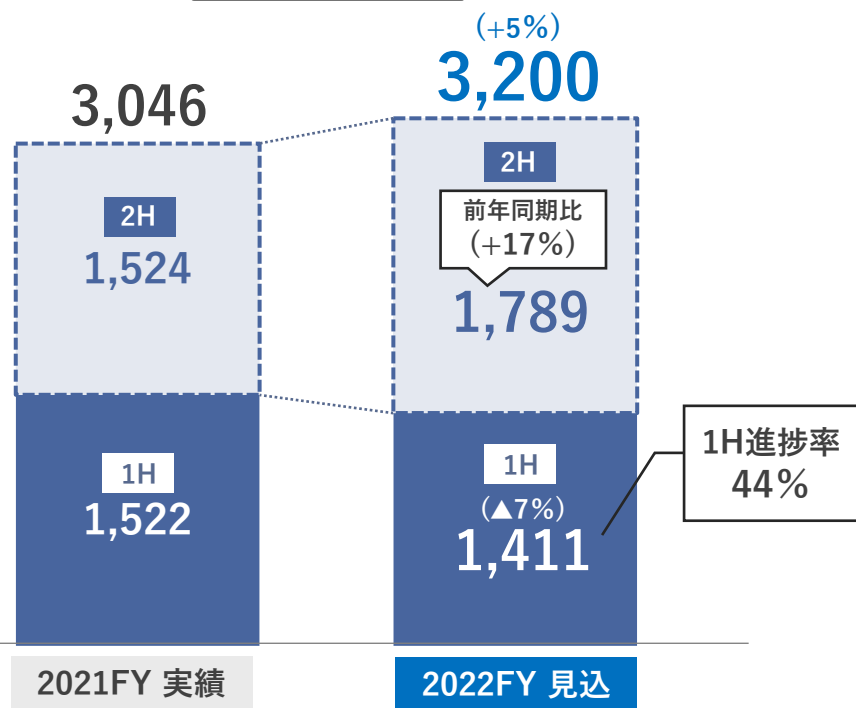 3,046
2H
1,524
1H
1,522
2021FY 実績
(+5%)
3,200
2H
前年同期比
(+17%)
1,789
1H
(▲7%)
1,411
2022FY 見込
1H進捗率
44%